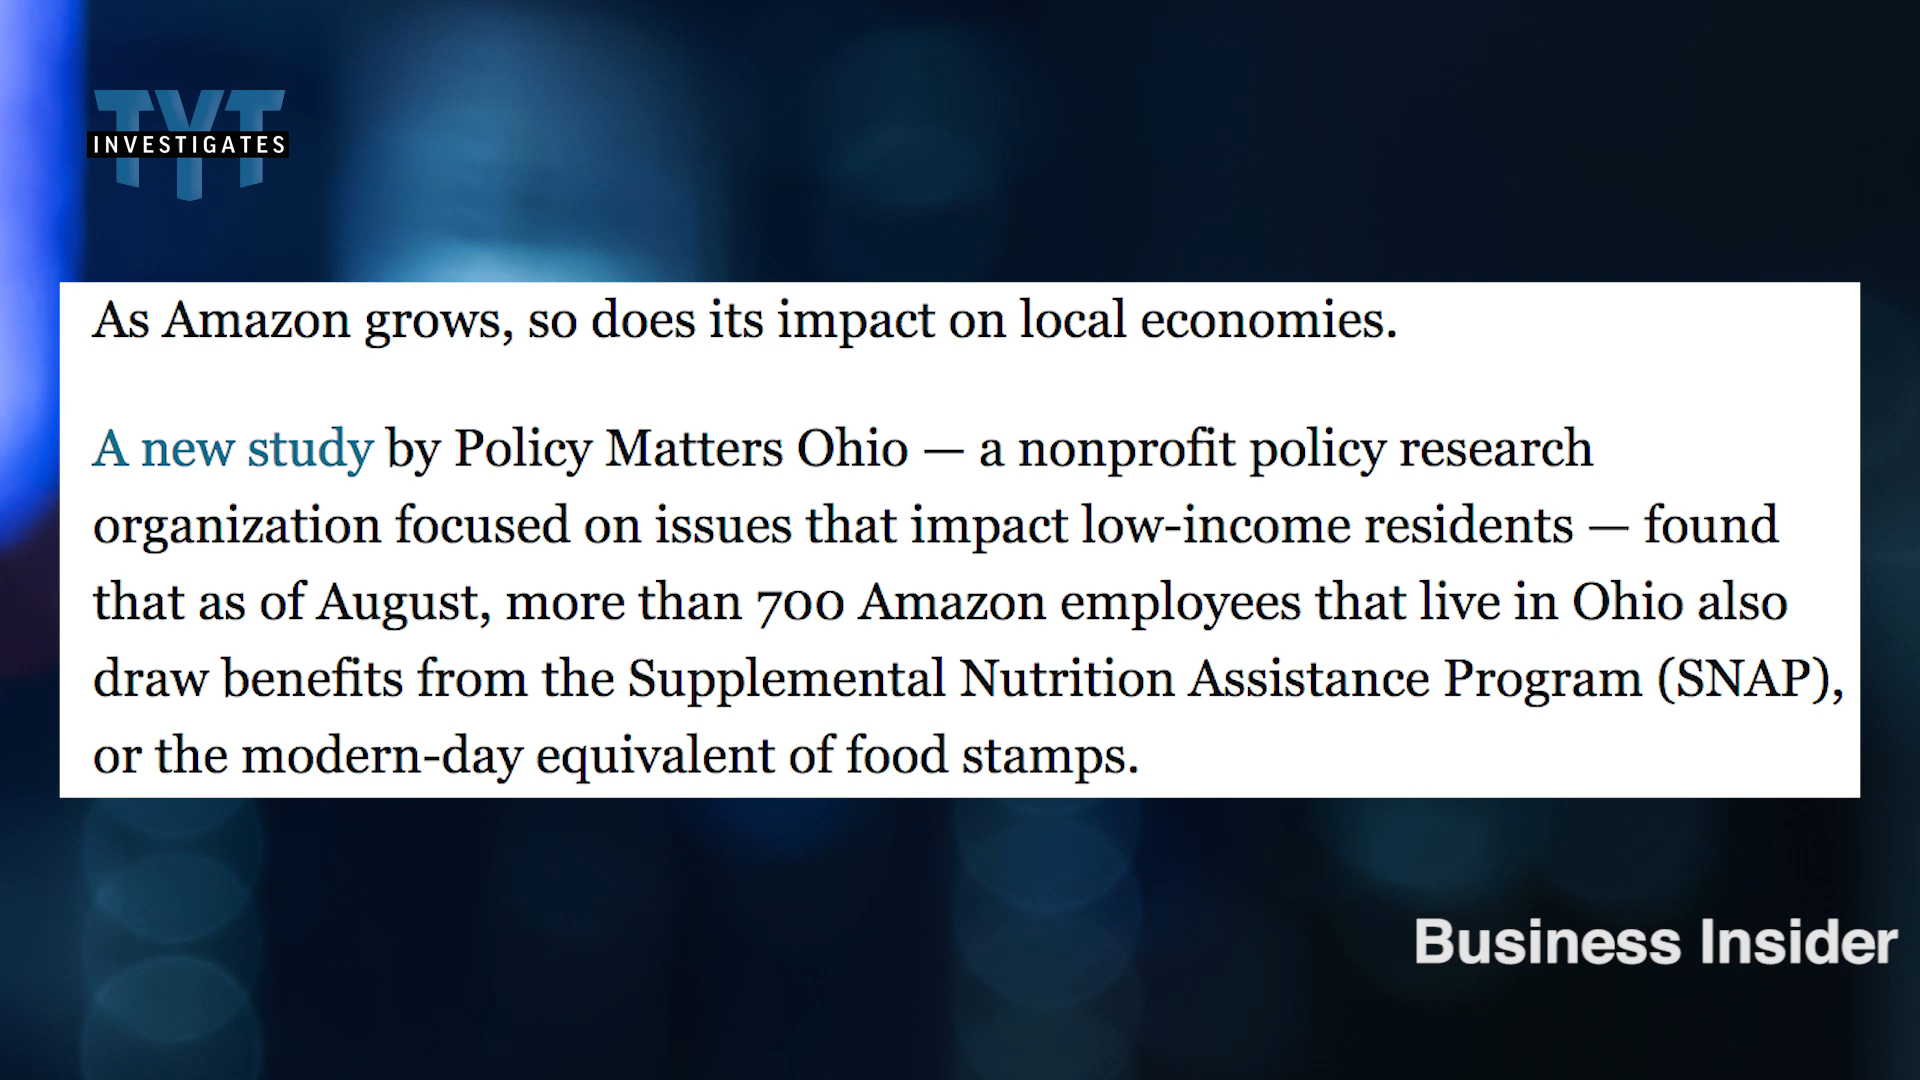 TYT
INVESTIGATES
As Amazon grows, so does its impact on local economies.
A new study by Policy Matters Ohio — a nonprofit policy research
organization focused on issues that impact low-income residents — found
that as of August, more than 700 Amazon employees that live in Ohio also
draw benefits from the Supplemental Nutrition Assistance Program (SNAP),
or the modern-day equivalent of food stamps.
Business Insider